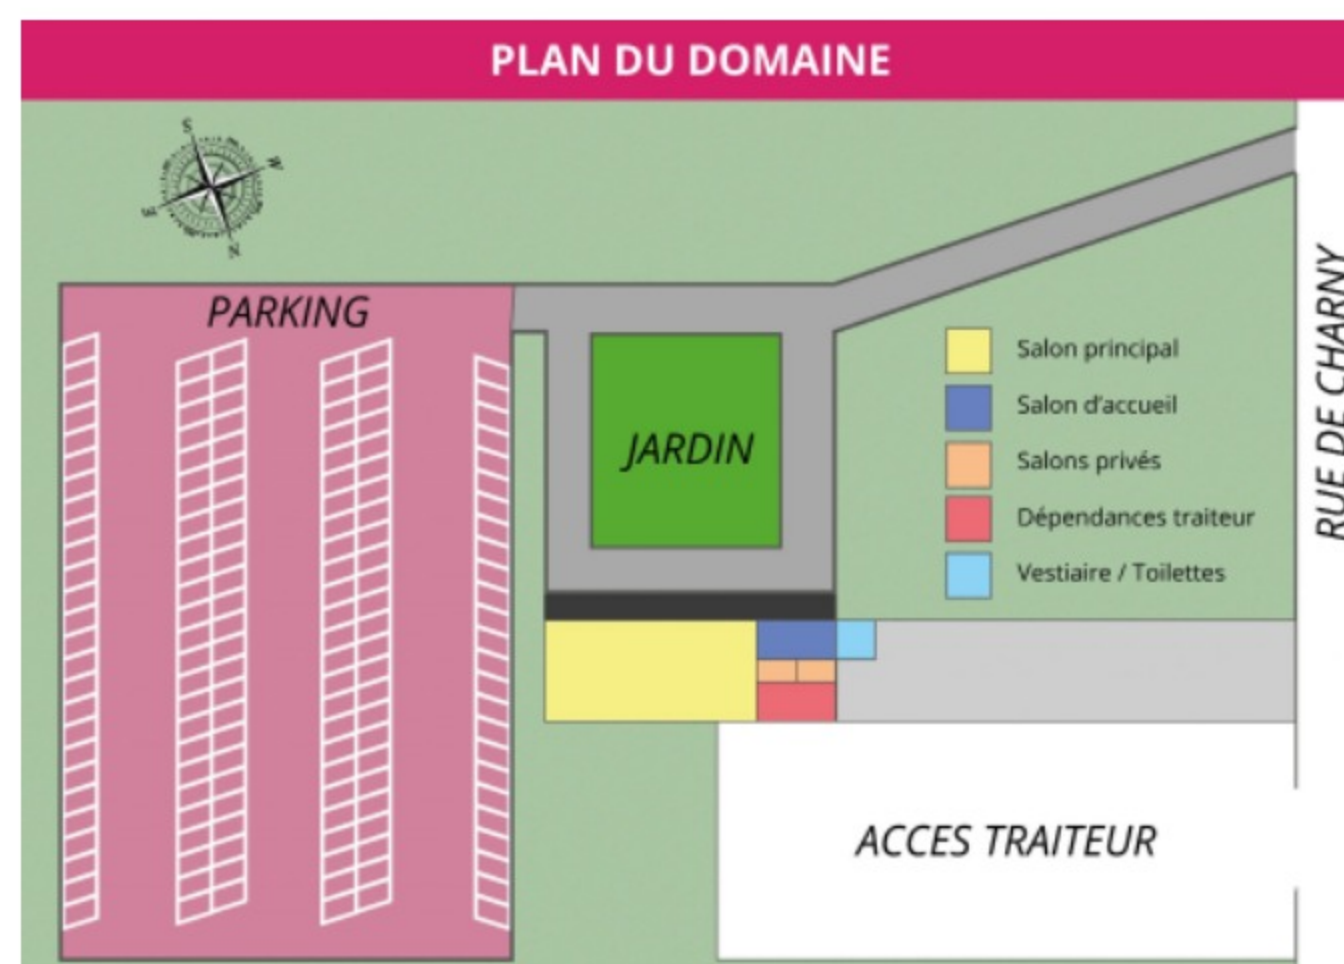 PLAN DU DOMAINE
S
W
E
N
PARKING
JARDIN
Salon principal
Salon d'accueil
Salons privés
Dépendances traiteur
Vestiaire / Toilettes
RUE DE CHARNY
ACCES TRAITEUR